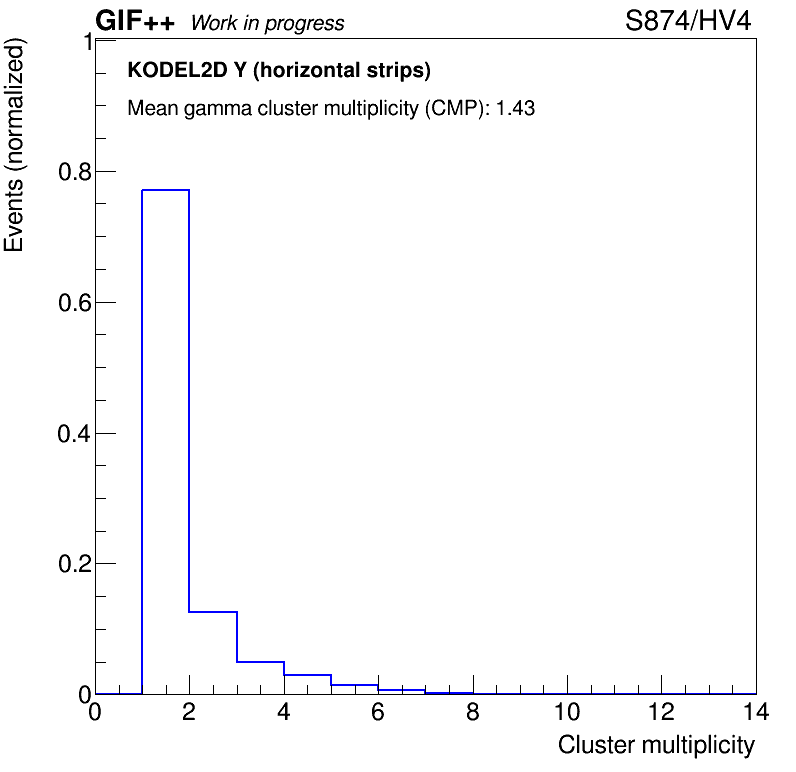 GIF++ Work in progress S874/HV4
KODEL2D Y (horizontal strips)
Mean gamma cluster multiplicity (CMP): 1.43
Events (normalized)
1
0.8
0.6
0.4
0.2
0
0 2 4 6 8 10 12 14
Cluster multiplicity